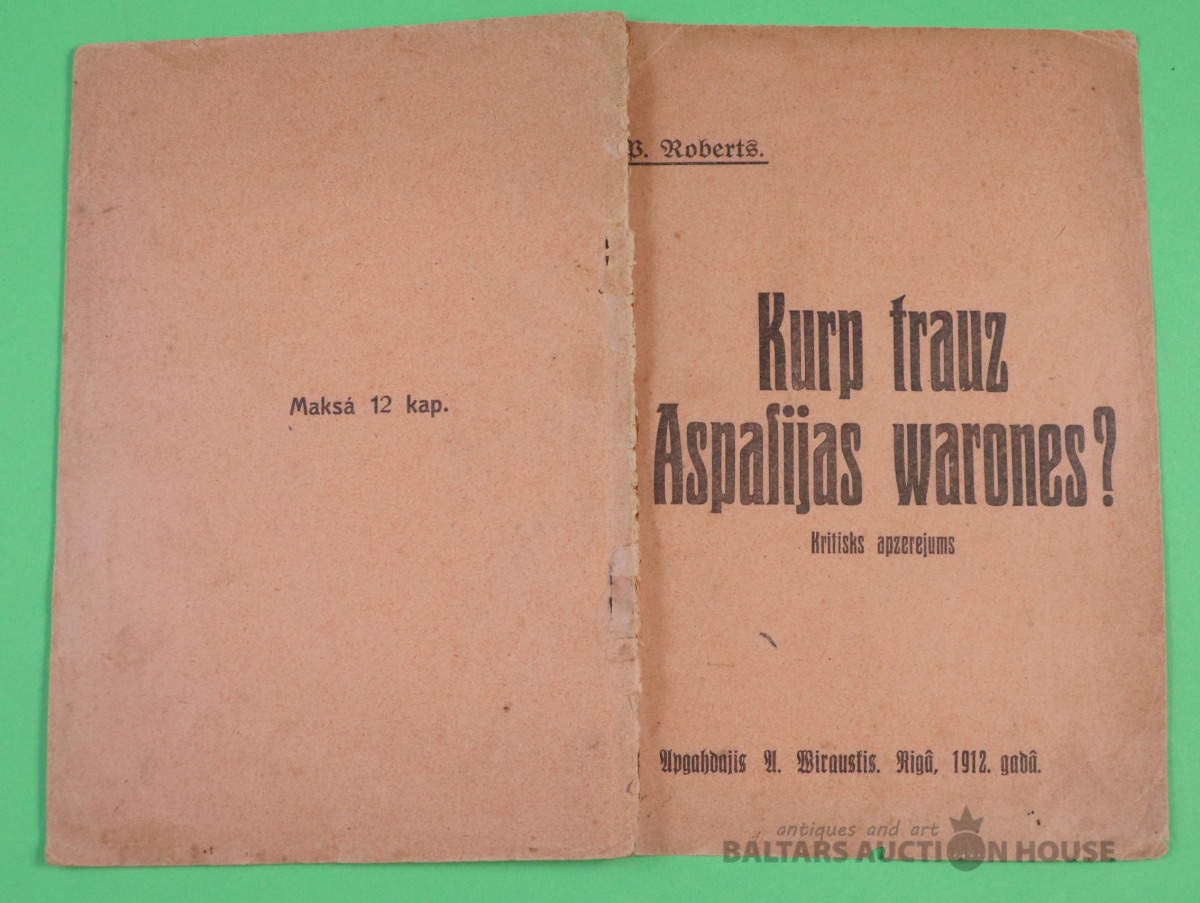 Maksá 12 kap.
P. Roberts.
Kurp trauz
Aspaſijas warones?
Kritisks apzerejums
Apgahdajis A. Wirauskis. Rigâ, 1912. gadâ.
antiques and art
BALTARS AUCTION HOUSE